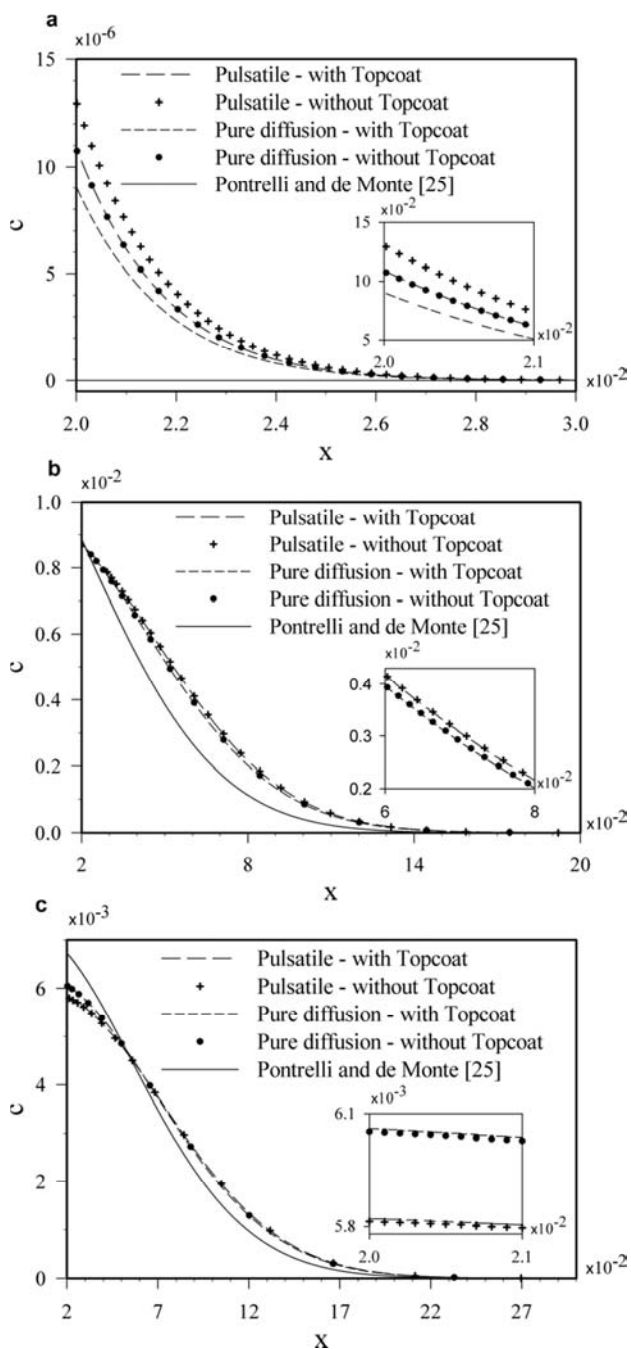 a
x10-6
15
10
5
0
c
Pulsatile - with Topcoat
Pulsatile - without Topcoat
Pure diffusion - with Topcoat
Pure diffusion - without Topcoat
Pontrelli and de Monte [25]
x10-2
15
10
5
x10-2
2.0 2.1
x10-2
2.0 2.2 2.4 2.6 2.8 3.0
x
b
x10-2
1.0
0.8
0.6
0.4
0.2
0.0
c
Pulsatile - with Topcoat
Pulsatile - without Topcoat
Pure diffusion - with Topcoat
Pure diffusion - without Topcoat
Pontrelli and de Monte [25]
x10-2
0.4
0.3
0.2
x10-2
6 8
x10-2
2 8 14 20
x
c
x10-3
6
4
2
0
c
Pulsatile - with Topcoat
Pulsatile - without Topcoat
Pure diffusion - with Topcoat
Pure diffusion - without Topcoat
Pontrelli and de Monte [25]
x10-3
6.1
5.8
x10-2
2.0 2.1
x10-2
2 7 12 17 22 27
x